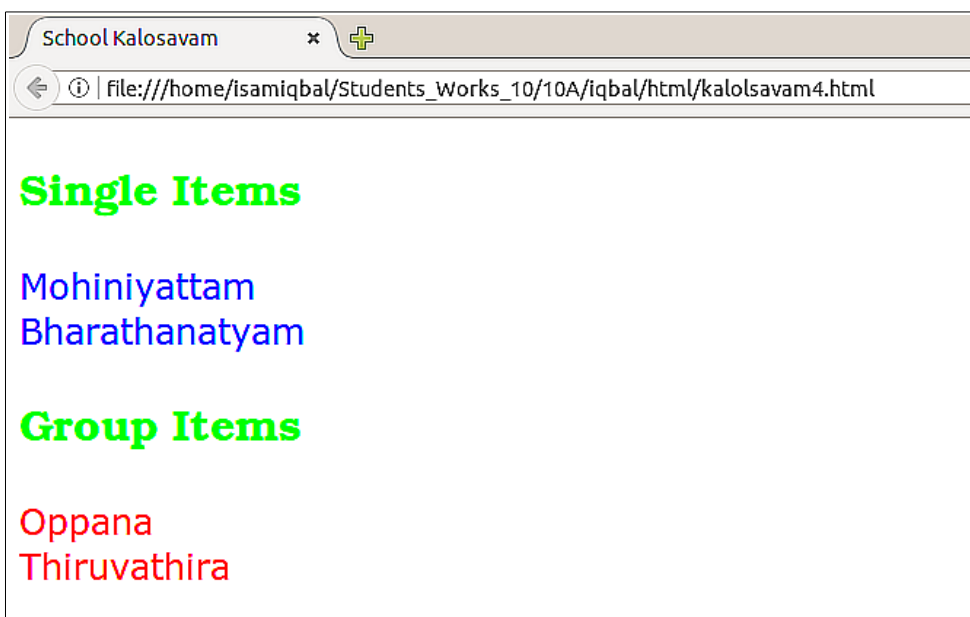 School Kalosavam
file:///home/isamiqbal/Students_Works_10/10A/iqbal/html/kalolsavam4.html
Single Items
Mohiniyattam
Bharathanatyam
Group Items
Oppana
Thiruvathira